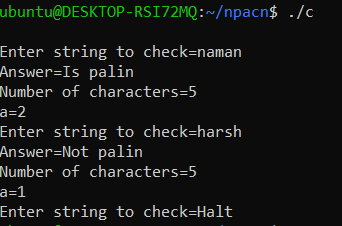 ubuntu@DESKTOP-RSI72MQ:~/npacn$ ./c
Enter string to check=naman
Answer=Is palin
Number of characters=5
a=2
Enter string to check=harsh
Answer=Not palin
Number of characters=5
a=1
Enter string to check=Halt